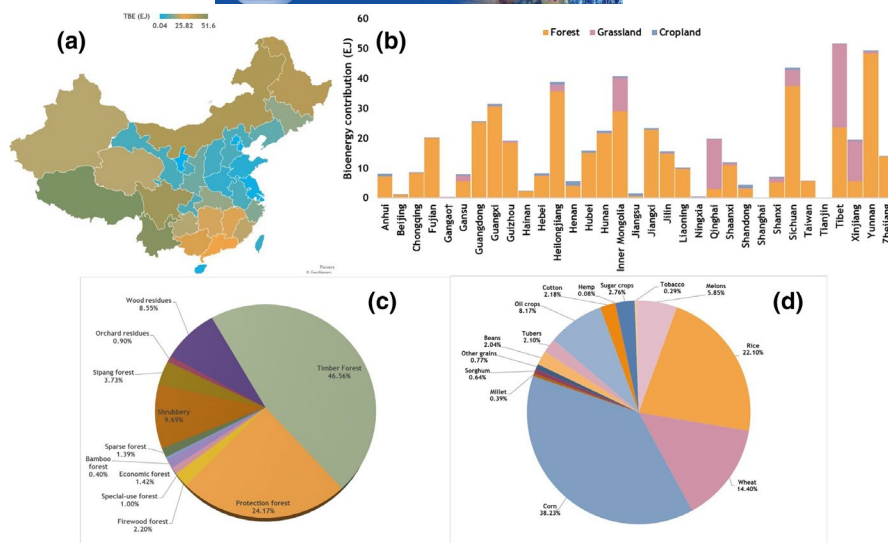 TBE (EJ)
0.04 25.82 51.6
(a)
(b)
Bioenergy contribution (EJ)
60
50
40
30
20
10
0
Forest Grassland Cropland
Anhui
Beijing
Chongqing
Fujian
Gangao+
Gansu
Guangdong
Guangxi
Guizhou
Hainan
Hebei
Heilongjiang
Henan
Hubei
Hunan
Inner Mongolia
Jiangsu
Jiangxi
Jilin
Liaoning
Ningxia
Qinghai
Shaanxi
Shandong
Shanghai
Shanxi
Sichuan
Taiwan
Tianjin
Tibet
Xinjiang
Yunnan
Zhejiang
(c)
Wood residues
8.55%
Orchard residues
0.90%
Sipang forest
3.73%
Shrubbery
9.69%
Sparse forest
1.39%
Bamboo
forest
0.40%
Economic forest
1.42%
Special-use forest
1.00%
Firewood forest
2.20%
Protection forest
24.17%
Timber Forest
46.56%
(d)
Cotton
2.18%
Hemp
0.08%
Sugar crops
2.76%
Tobacco
0.29%
Melons
5.85%
Oil crops
8.17%
Tubers
2.10%
Beans
2.04%
Other grains
0.77%
Sorghum
0.64%
Millet
0.39%
Rice
22.10%
Wheat
14.40%
Corn
38.23%